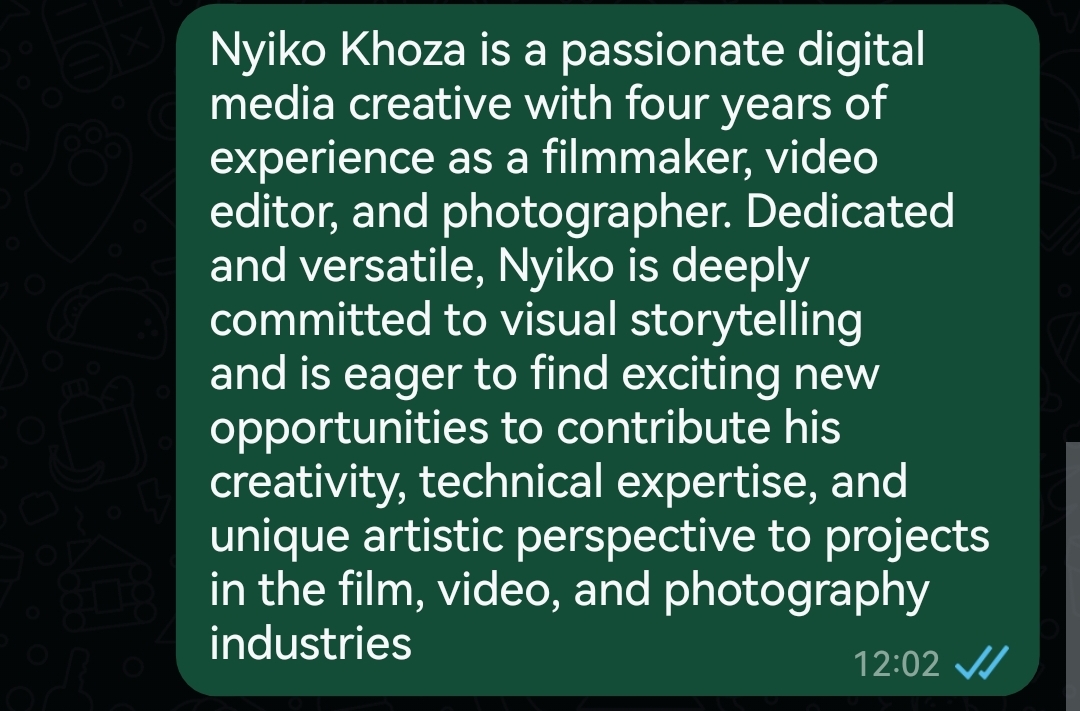 Nyiko Khoza is a passionate digital
media creative with four years of
experience as a filmmaker, video
editor, and photographer. Dedicated
and versatile, Nyiko is deeply
committed to visual storytelling
and is eager to find exciting new
opportunities to contribute his
creativity, technical expertise, and
unique artistic perspective to projects
in the film, video, and photography
industries
12:02